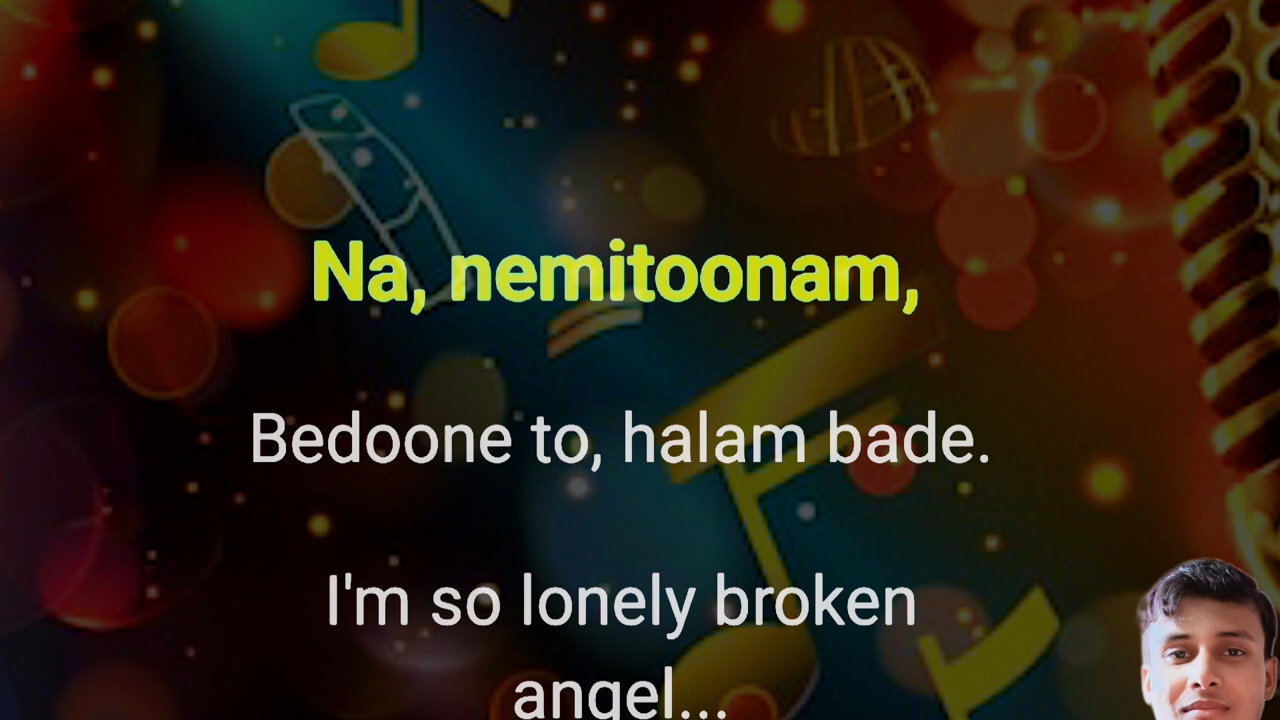 Na, nemitoonam,
Bedoone to, halam bade.
I'm so lonely broken
angel...